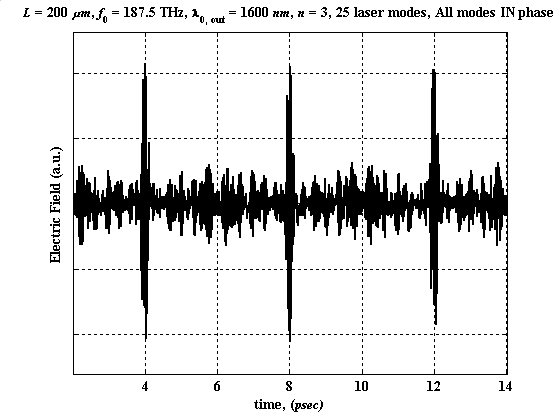 L = 200 μm, f0 = 187.5 THz, λ0, out = 1600 nm, n = 3, 25 laser modes, All modes IN phase
Electric Field (a.u.)
4 6 8 10 12 14
time, (psec)